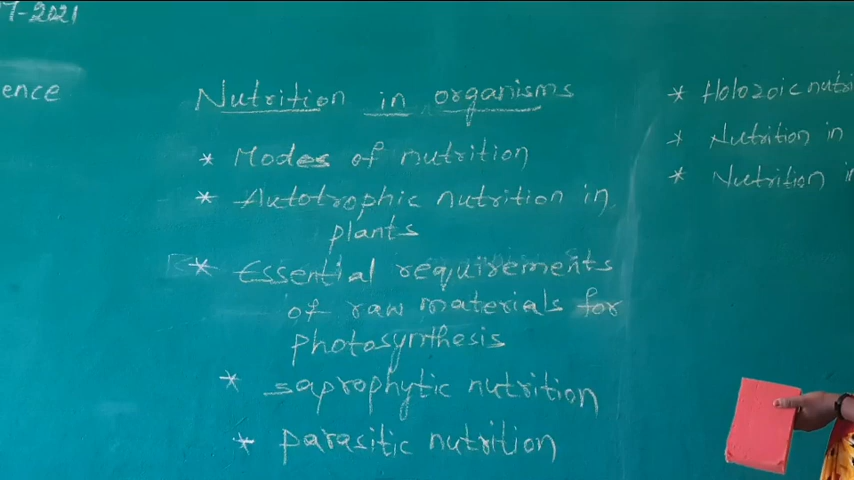 7-2021
ence
Nutrition in organisms
* Modes of nutrition
* Autotrophic nutrition in
plants
* Essential requirements
of raw materials for
photosynthesis
* saprophytic nutrition
* parasitic nutrition
* Holozoic nutri
* Nutrition in
* Nutrition in